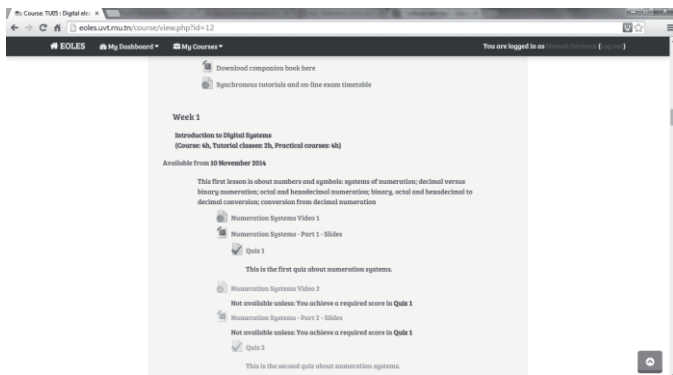 Course: TU05 : Digital elec
eoles.uvt.rnu.tn/course/view.php?id=12
EOLES My Dashboard My Courses You are logged in as (Log out)
Download companion book here
Synchronous tutorials and on-line exam timetable
Week 1
Introduction to Digital Systems
(Course: 4h, Tutorial classes: 2h, Practical courses: 4h)
Available from 10 November 2014
This first lesson is about numbers and symbols: systems of numeration; decimal versus
binary numeration; octal and hexadecimal numeration; binary, octal and hexadecimal to
decimal conversion; conversion from decimal numeration
Numeration Systems Video 1
Numeration Systems - Part 1 - Slides
Quiz 1
This is the first quiz about numeration systems.
Numeration Systems Video 2
Not available unless: You achieve a required score in Quiz 1
Numeration Systems - Part 2 - Slides
Not available unless: You achieve a required score in Quiz 1
Quiz 2
This is the second quiz about numeration systems.